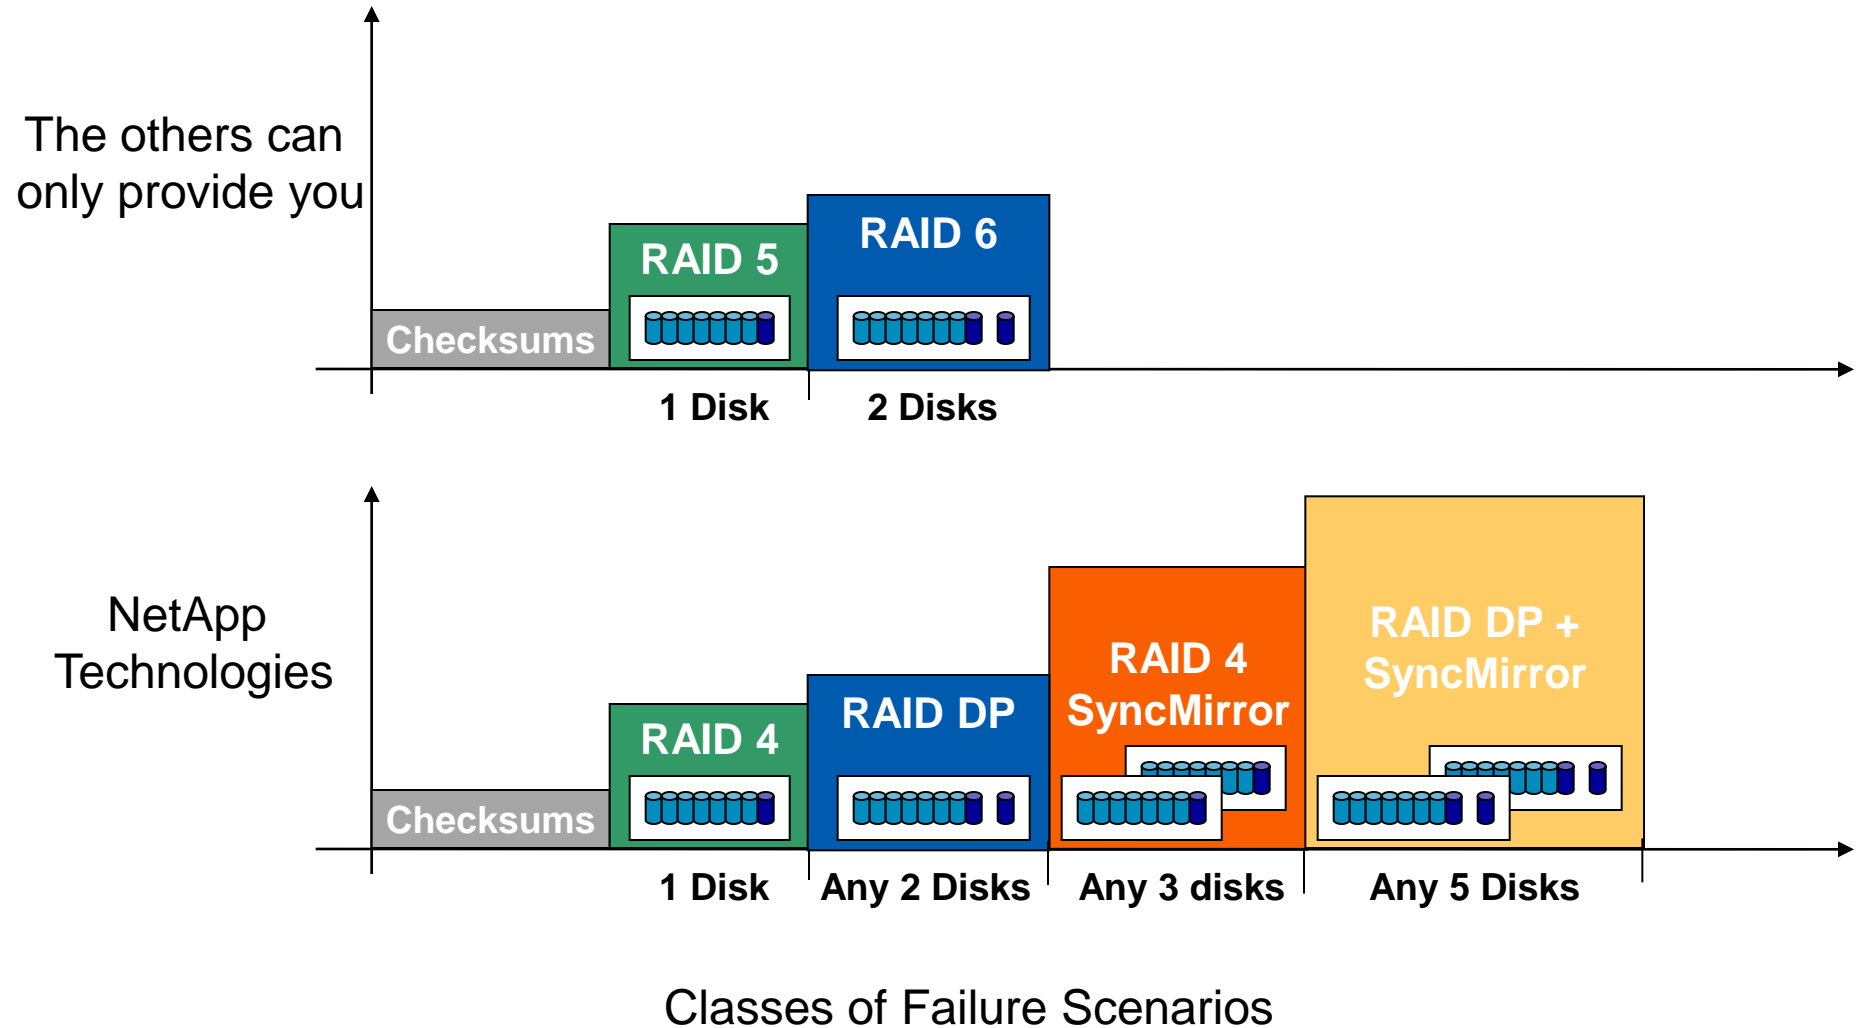 The others can
only provide you
RAID 5
RAID 6
Checksums
1 Disk
2 Disks
NetApp
Technologies
RAID DP +
SyncMirror
RAID 4
SyncMirror
RAID DP
RAID 4
Checksums
1 Disk
Any 2 Disks
Any 3 disks
Any 5 Disks
Classes of Failure Scenarios